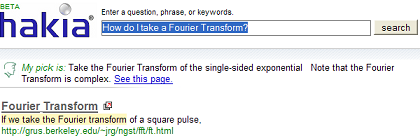 BETA
hakia
Enter a question, phrase, or keywords.
How do I take a Fourier Transform?
search
My pick is: Take the Fourier Transform of the single-sided exponential Note that the Fourier
Transform is complex. See this page.
Fourier Transform
If we take the Fourier transform of a square pulse,
http://grus.berkeley.edu/~jrg/ngst/fft/ft.html